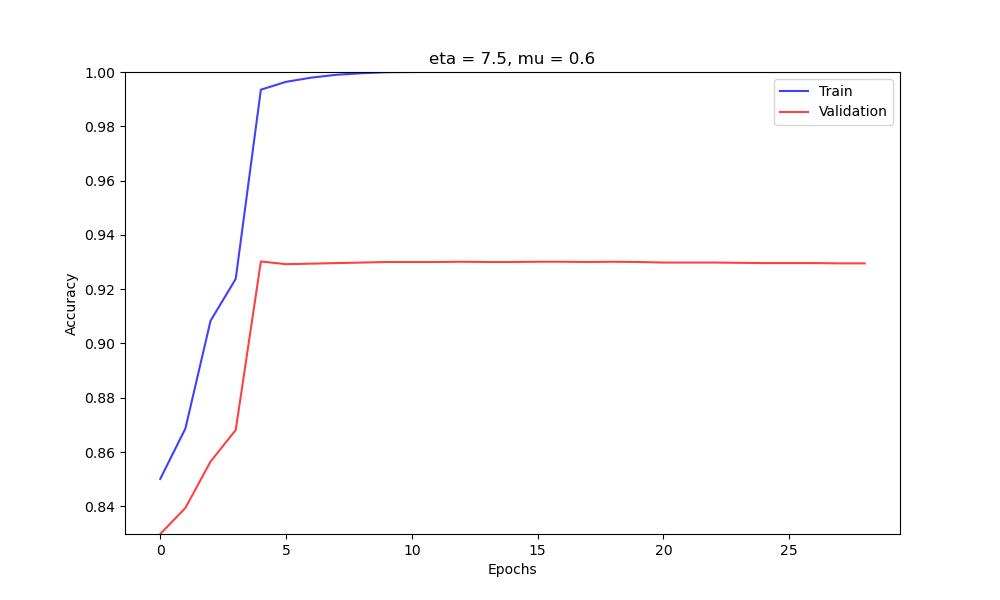 eta = 7.5, mu = 0.6
1.00
0.98
0.96
0.94
0.92
0.90
0.88
0.86
0.84
Accuracy
Train
Validation
0 5 10 15 20 25
Epochs